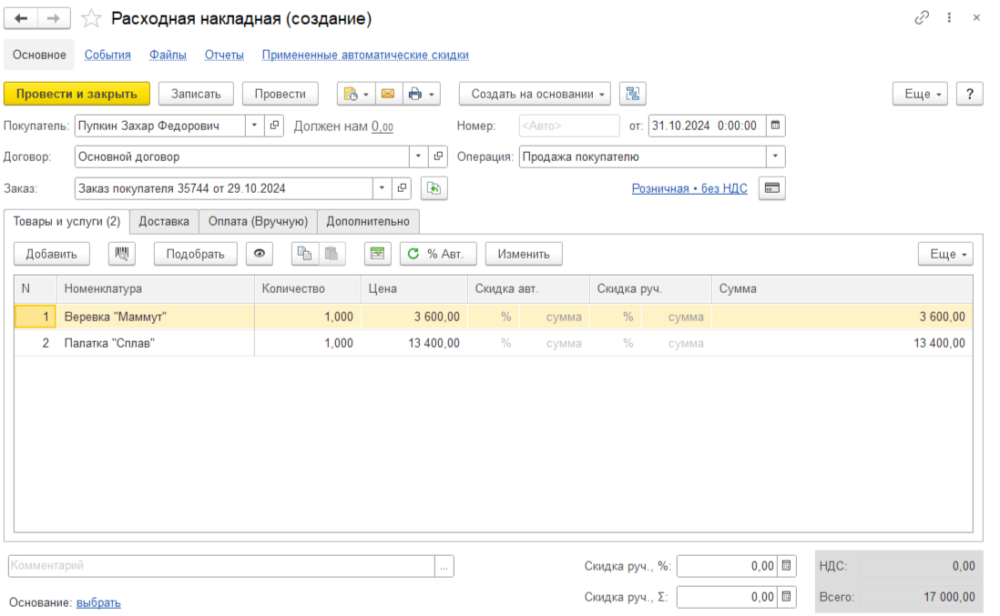 Расходная накладная (создание)
Основное События Файлы Отчеты Примененные автоматические скидки
Провести и закрыть Записать Провести Создать на основании Еще ?
Покупатель: Пупкин Захар Федорович Должен нам 0,00 Номер: <Авто> от: 31.10.2024 0:00:00
Договор: Основной договор Операция: Продажа покупателю
Заказ: Заказ покупателя 35744 от 29.10.2024 Розничная • без НДС
Товары и услуги (2) Доставка Оплата (Вручную) Дополнительно
Добавить Подобрать % Авт. Изменить Еще
N Номенклатура Количество Цена Скидка авт. Скидка руч. Сумма
1 Веревка "Маммут" 1,000 3 600,00 % сумма % сумма 3 600,00
2 Палатка "Сплав" 1,000 13 400,00 % сумма % сумма 13 400,00
Комментарий ... Скидка руч., %: 0,00 НДС: 0,00
Основание: выбрать Скидка руч., Σ: 0,00 Всего: 17 000,00